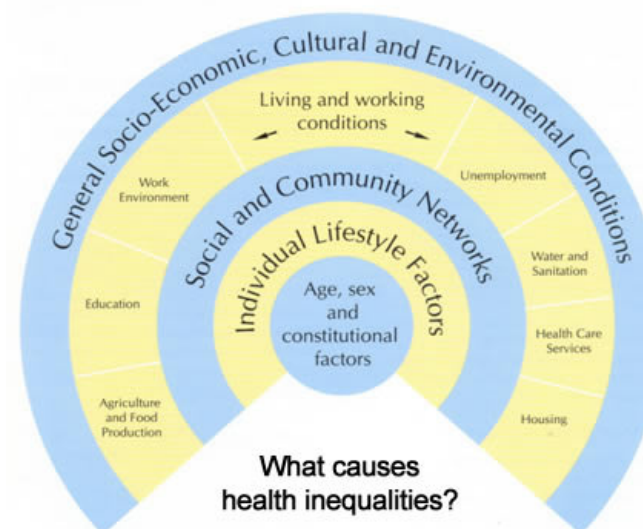 General Socio-Economic, Cultural and Environmental Conditions
Living and working
conditions
Work
Environment
Unemployment
Social and Community Networks
Education
Water and
Sanitation
Individual Lifestyle Factors
Age, sex
and
constitutional
factors
Health Care
Services
Agriculture
and Food
Production
Housing
What causes
health inequalities?